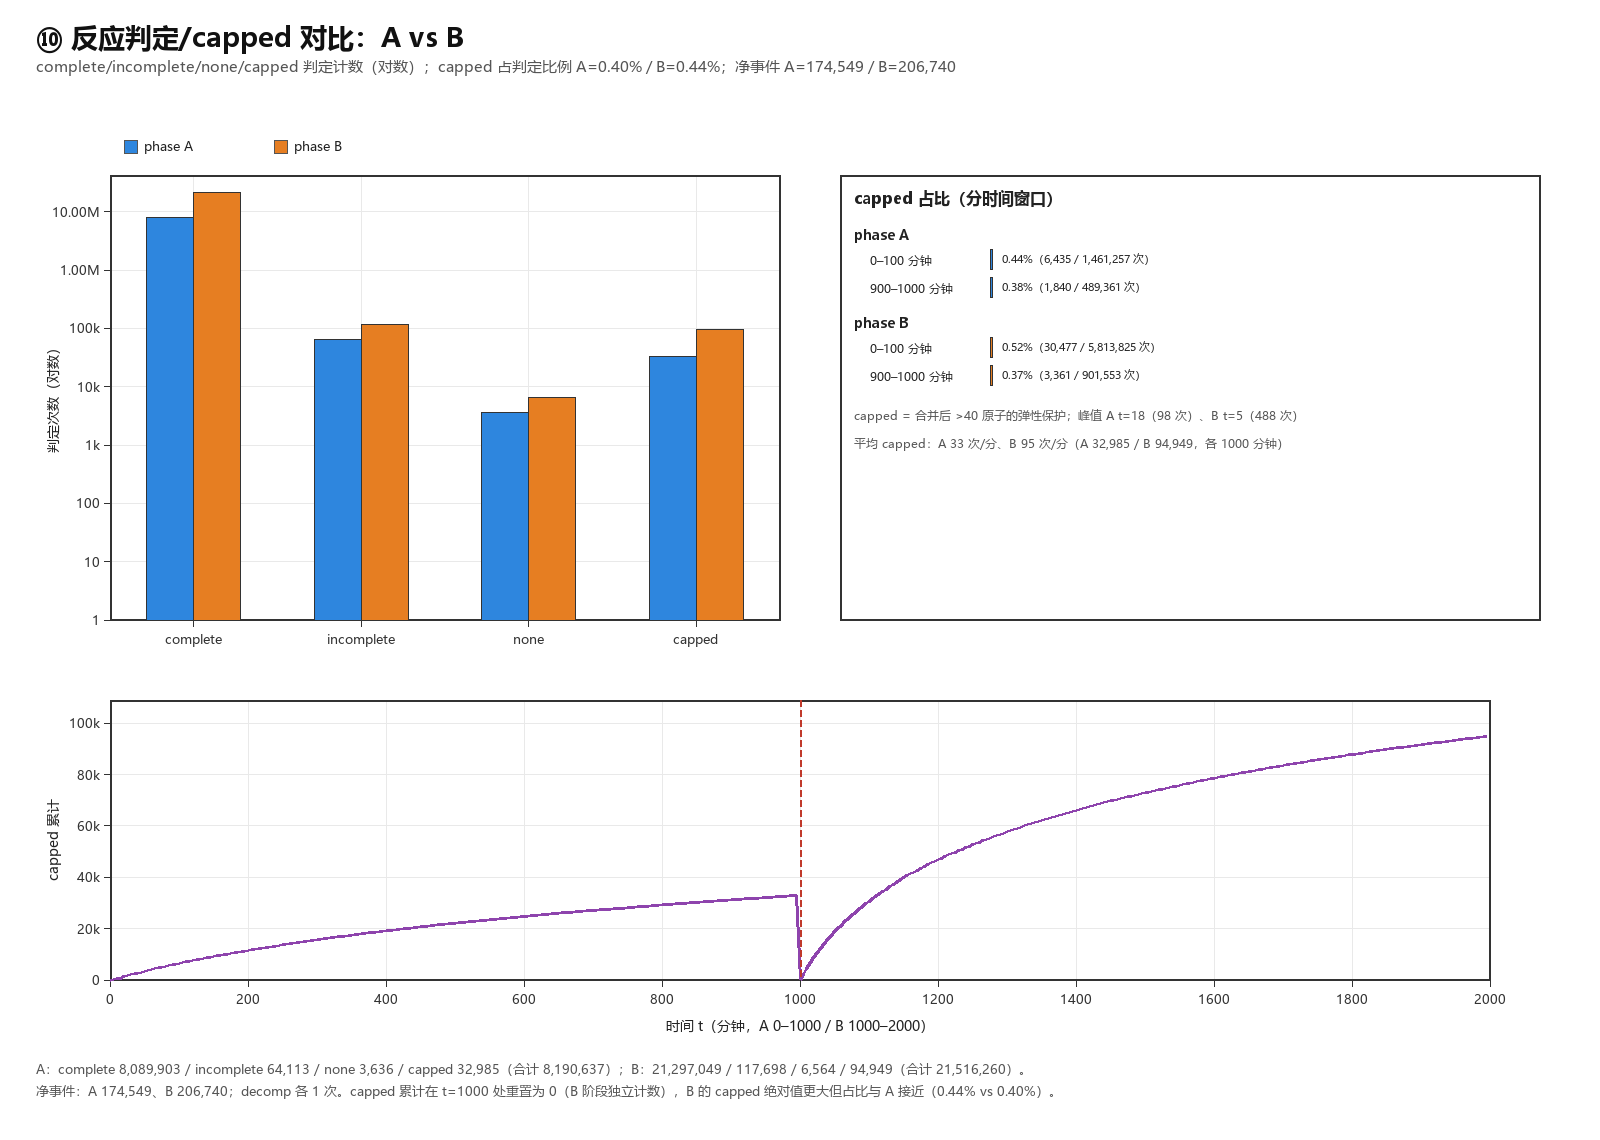 ⑩ 反应判定/capped 对比：A vs B
complete/incomplete/none/capped 判定计数（对数）；capped 占判定比例 A=0.40% / B=0.44%；净事件 A=174,549 / B=206,740
phase A
phase B
判定次数（对数）
10.00M
1.00M
100k
10k
1k
100
10
1
complete
incomplete
none
capped
capped 占比（分时间窗口）
phase A
0–100 分钟
0.44%（6,435 / 1,461,257 次）
900–1000 分钟
0.38%（1,840 / 489,361 次）
phase B
0–100 分钟
0.52%（30,477 / 5,813,825 次）
900–1000 分钟
0.37%（3,361 / 901,553 次）
capped = 合并后 >40 原子的弹性保护；峰值 A t=18（98 次）、B t=5（488 次）
平均 capped：A 33 次/分、B 95 次/分（A 32,985 / B 94,949，各 1000 分钟）
capped 累计
100k
80k
60k
40k
20k
0
0
200
400
600
800
1000
1200
1400
1600
1800
2000
时间 t（分钟，A 0–1000 / B 1000–2000）
A：complete 8,089,903 / incomplete 64,113 / none 3,636 / capped 32,985（合计 8,190,637）；B：21,297,049 / 117,698 / 6,564 / 94,949（合计 21,516,260）。
净事件：A 174,549、B 206,740；decomp 各 1 次。capped 累计在 t=1000 处重置为 0（B 阶段独立计数），B 的 capped 绝对值更大但占比与 A 接近（0.44% vs 0.40%）。